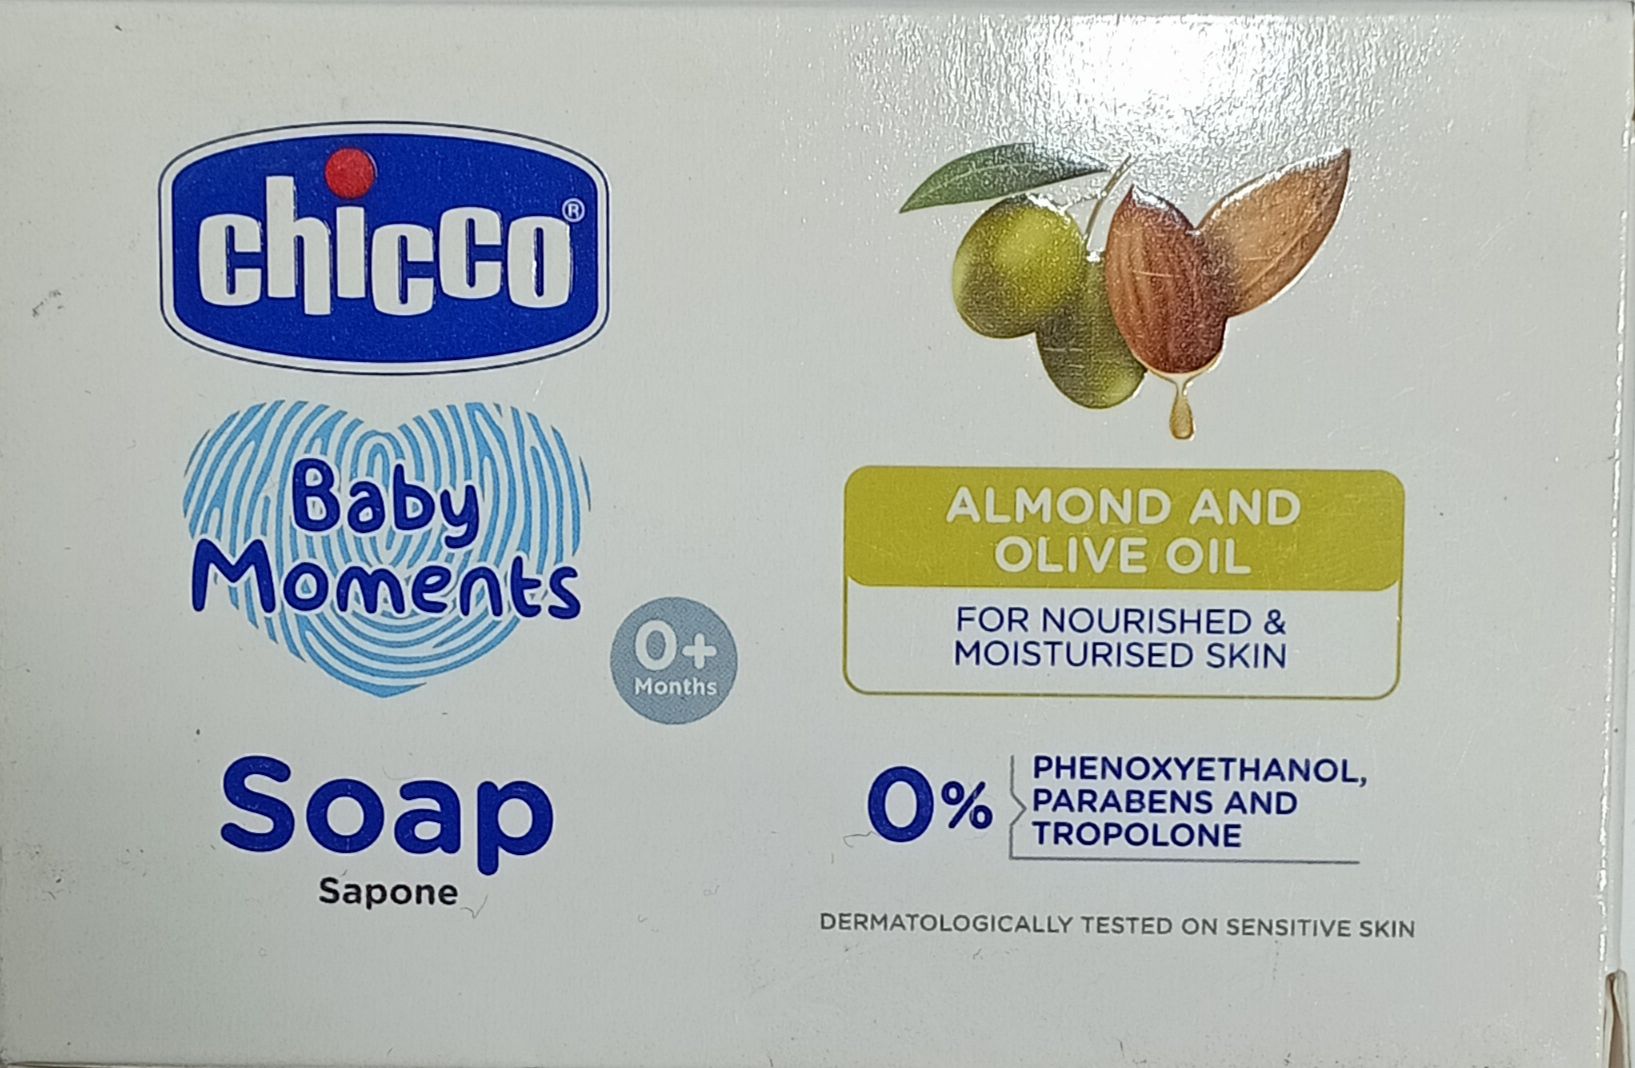 chicco®
Baby
Moments
0+
Months
Soap
Sapone
ALMOND AND
OLIVE OIL
FOR NOURISHED &
MOISTURISED SKIN
0%
PHENOXYETHANOL,
PARABENS AND
TROPOLONE
DERMATOLOGICALLY TESTED ON SENSITIVE SKIN